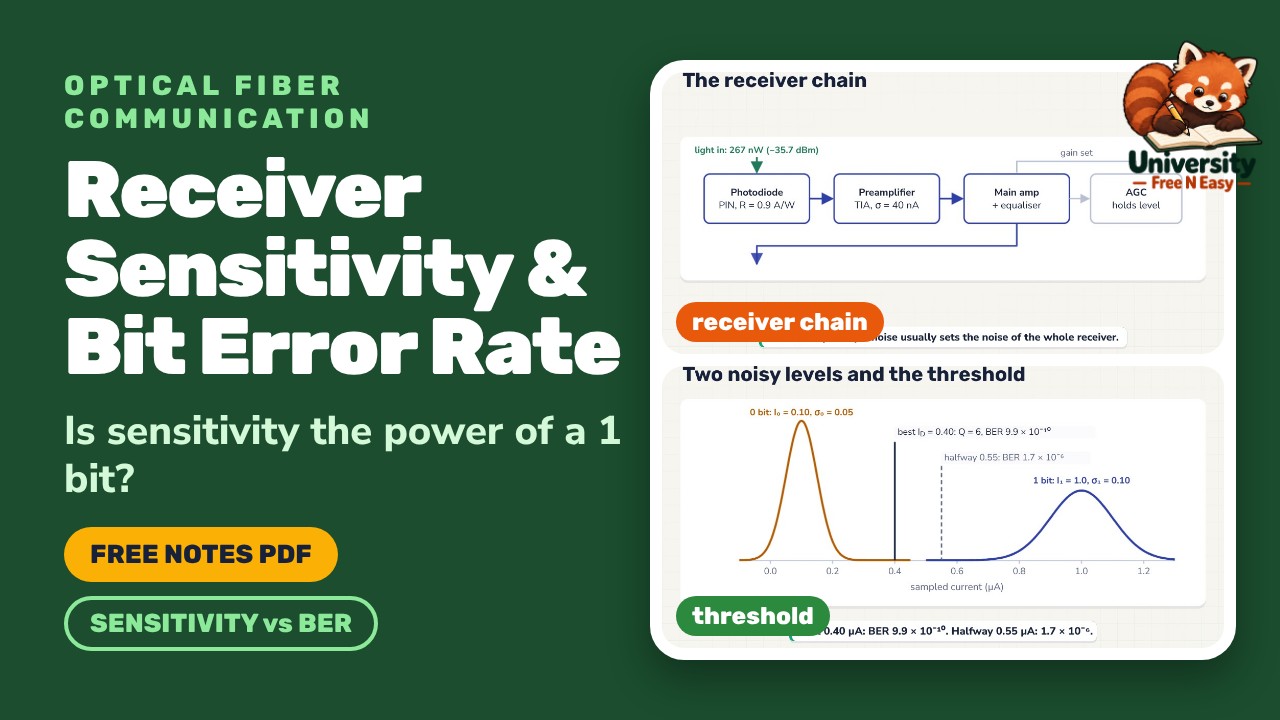 OPTICAL FIBER
COMMUNICATION
Receiver
Sensitivity &
Bit Error Rate
Is sensitivity the power of a 1
bit?
FREE NOTES PDF
SENSITIVITY vs BER
The receiver chain
light in: 267 nW (−35.7 dBm)
gain set
Photodiode
PIN, R = 0.9 A/W
Preamplifier
TIA, σ = 40 nA
Main amp
+ equaliser
AGC
holds level
University
Free N Easy
receiver chain
noise usually sets the noise of the whole receiver.
Two noisy levels and the threshold
0 bit: I₀ = 0.10, σ₀ = 0.05
best I_D = 0.40: Q = 6, BER 9.9 × 10⁻¹⁰
halfway 0.55: BER 1.7 × 10⁻⁶
1 bit: I₁ = 1.0, σ₁ = 0.10
0.0 0.2 0.4 0.6 0.8 1.0 1.2
sampled current (μA)
threshold
0.40 μA: BER 9.9 × 10⁻¹⁰. Halfway 0.55 μA: 1.7 × 10⁻⁶.